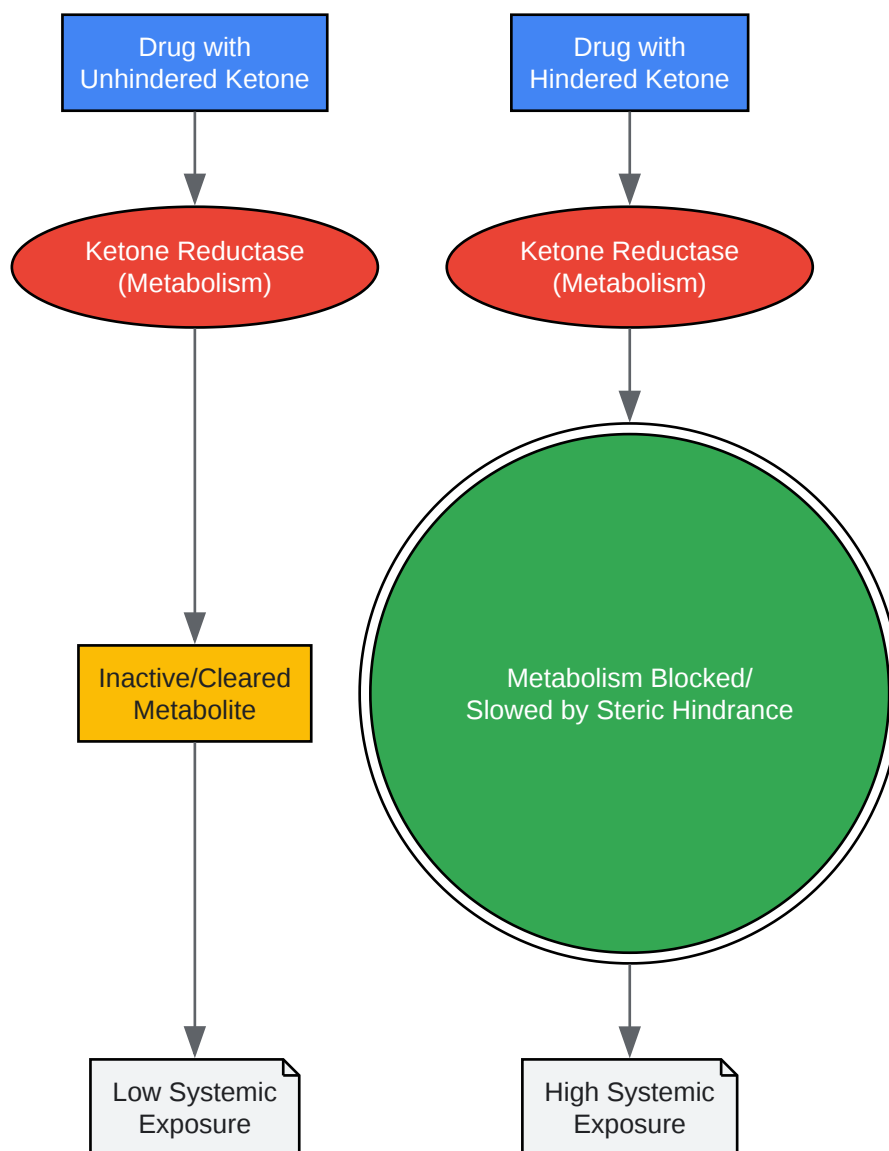 Drug with
Unhindered Ketone
Drug with
Hindered Ketone
Ketone Reductase
(Metabolism)
Ketone Reductase
(Metabolism)
Inactive/Cleared
Metabolite
Metabolism Blocked/
Slowed by Steric Hindrance
Low Systemic
Exposure
High Systemic
Exposure